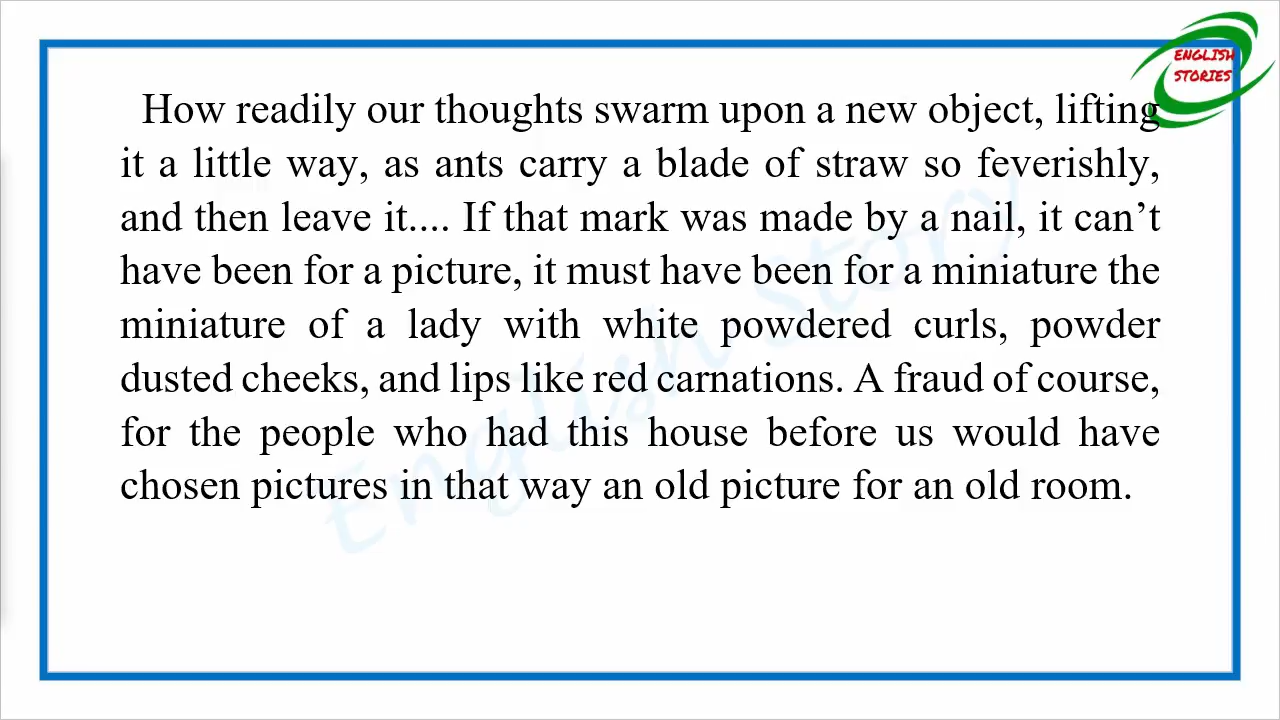 ENGLISH
STORIES
How readily our thoughts swarm upon a new object, lifting
it a little way, as ants carry a blade of straw so feverishly,
and then leave it.... If that mark was made by a nail, it can’t
have been for a picture, it must have been for a miniature the
miniature of a lady with white powdered curls, powder
dusted cheeks, and lips like red carnations. A fraud of course,
for the people who had this house before us would have
chosen pictures in that way an old picture for an old room.
English Story